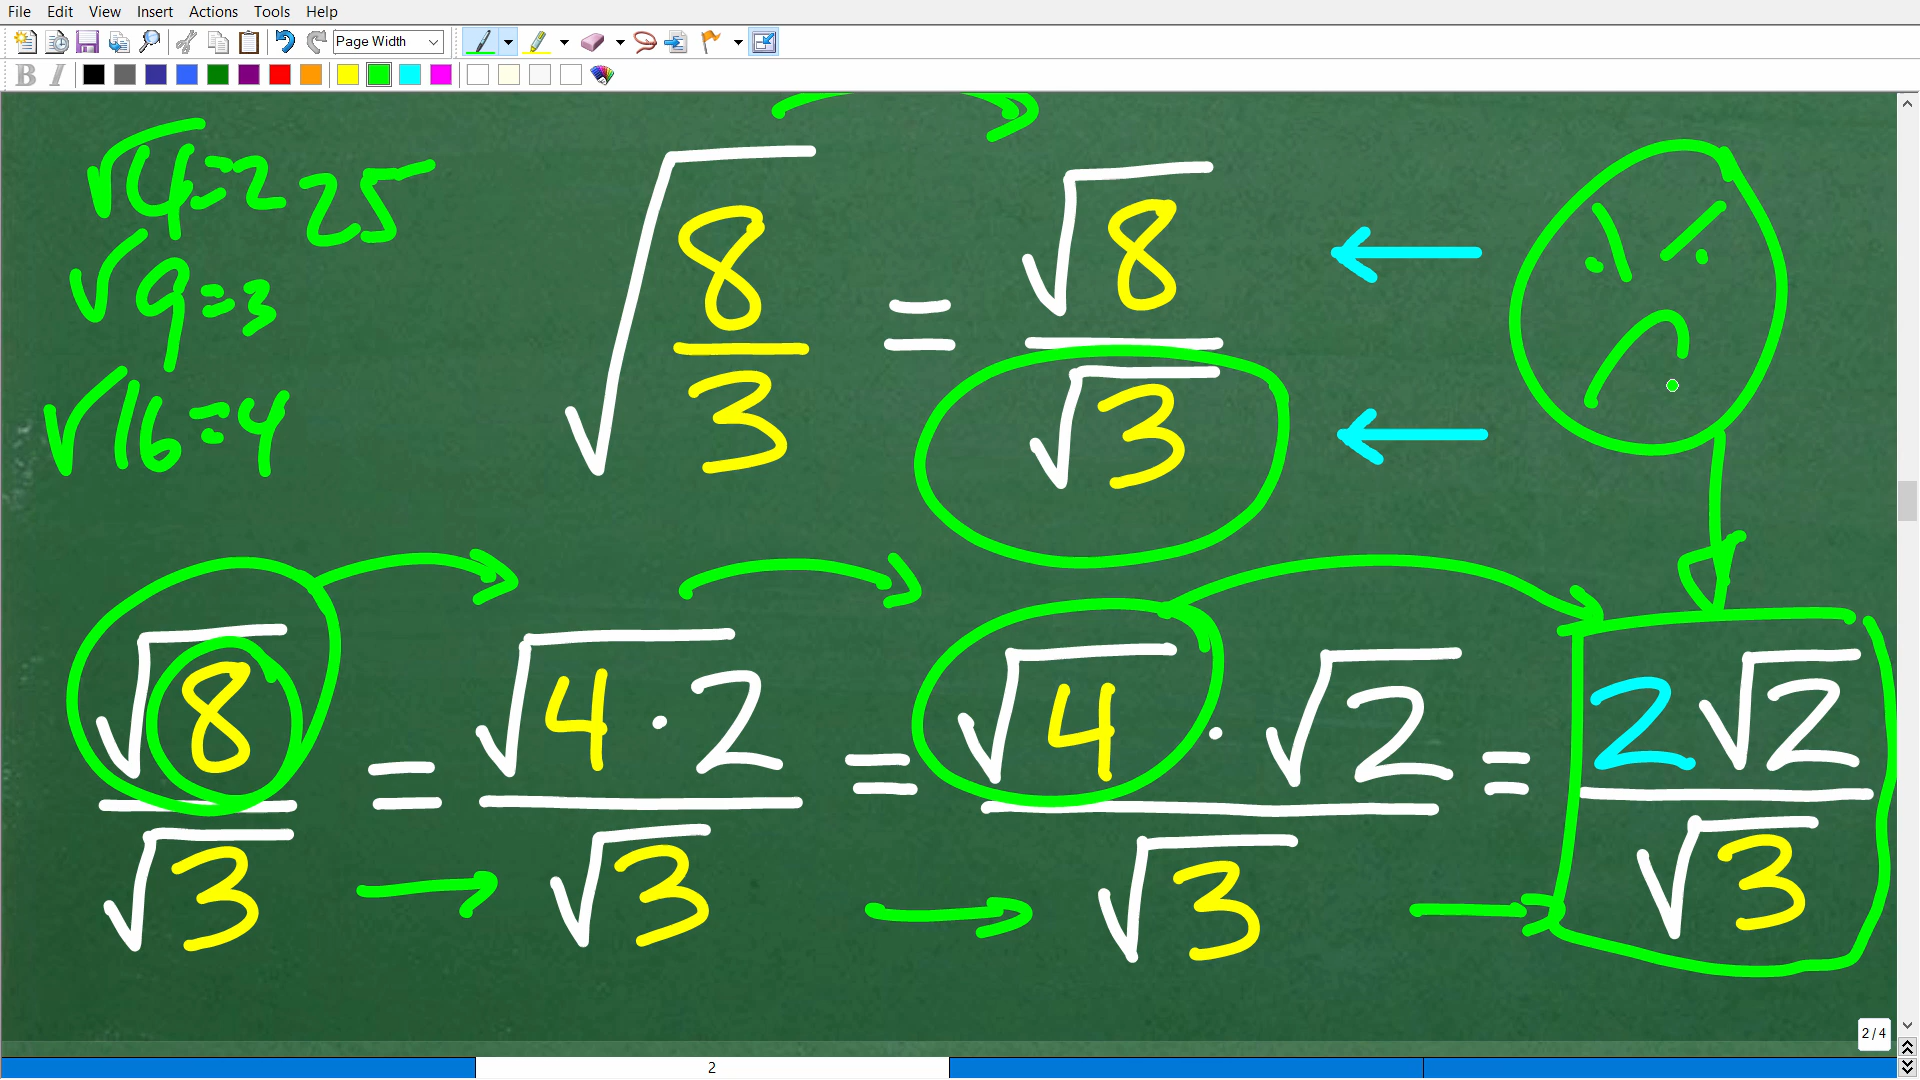 File Edit View Insert Actions Tools Help
Page Width
B I
√4=2 25
√9=3
√16=4
√(8/3) = √8/√3
√8/√3 = √(4·2)/√3 = √4·√2/√3 = 2√2/√3
2 / 4
2